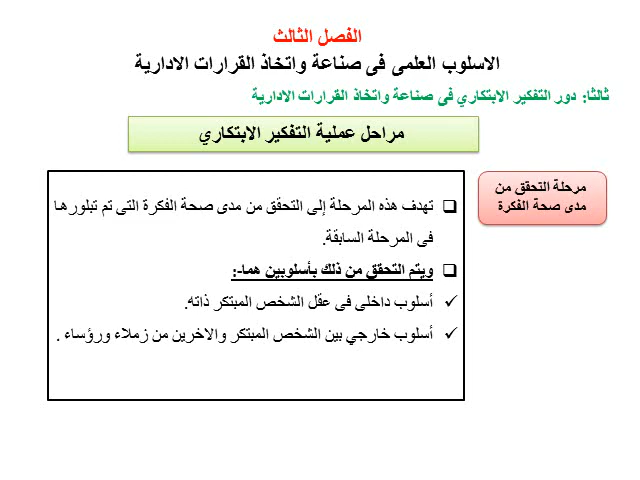 الفصل الثالث
الاسلوب العلمى فى صناعة واتخاذ القرارات الادارية
ثالثا: دور التفكير الابتكاري فى صناعة واتخاذ القرارات الادارية
مراحل عملية التفكير الابتكاري
مرحلة التحقق من
مدى صحة الفكرة
تهدف هذه المرحلة إلى التحقق من مدى صحة الفكرة التى تم تبلورها
فى المرحلة السابقة.
ويتم التحقق من ذلك بأسلوبين هما:-
أسلوب داخلى فى عقل الشخص المبتكر ذاته.
أسلوب خارجي بين الشخص المبتكر والاخرين من زملاء ورؤساء .